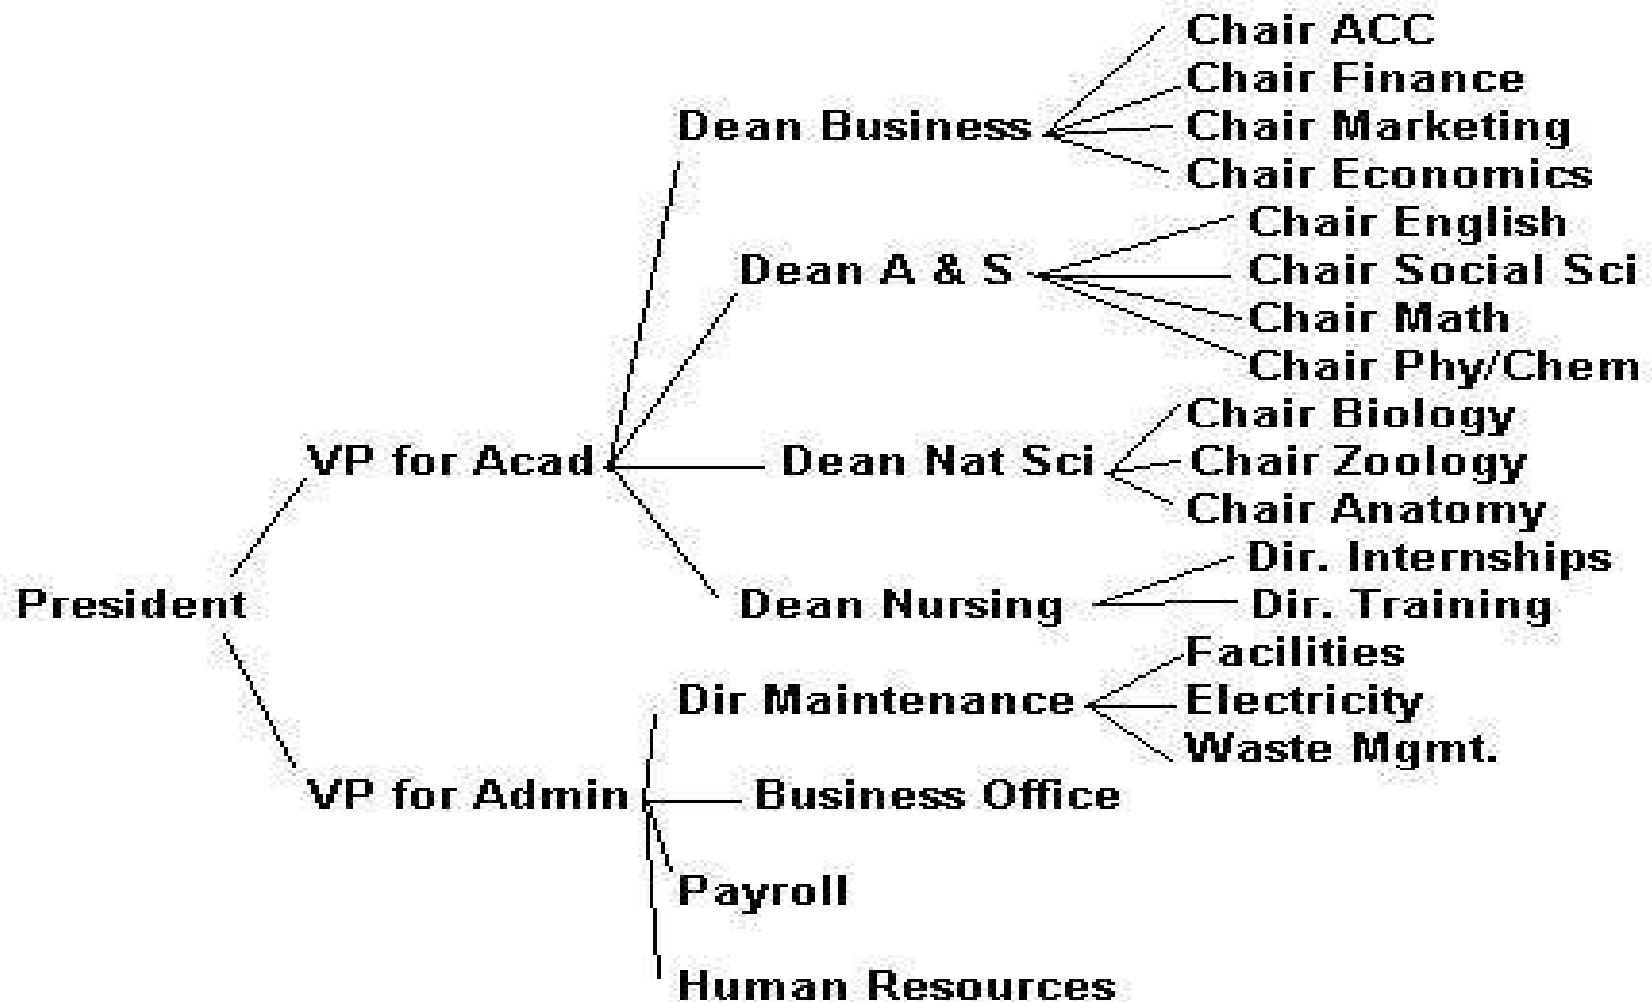 Chair ACC
Chair Finance
Dean Business
Chair Marketing
Chair Economics
Chair English
Dean A & S
Chair Social Sci
Chair Math
Chair Phy/Chem
Chair Biology
VP for Acad
Dean Nat Sci
Chair Zoology
Chair Anatomy
Dir. Internships
President
Dean Nursing
Dir. Training
Facilities
Dir Maintenance
Electricity
Waste Mgmt.
VP for Admin
Business Office
Payroll
Human Resources